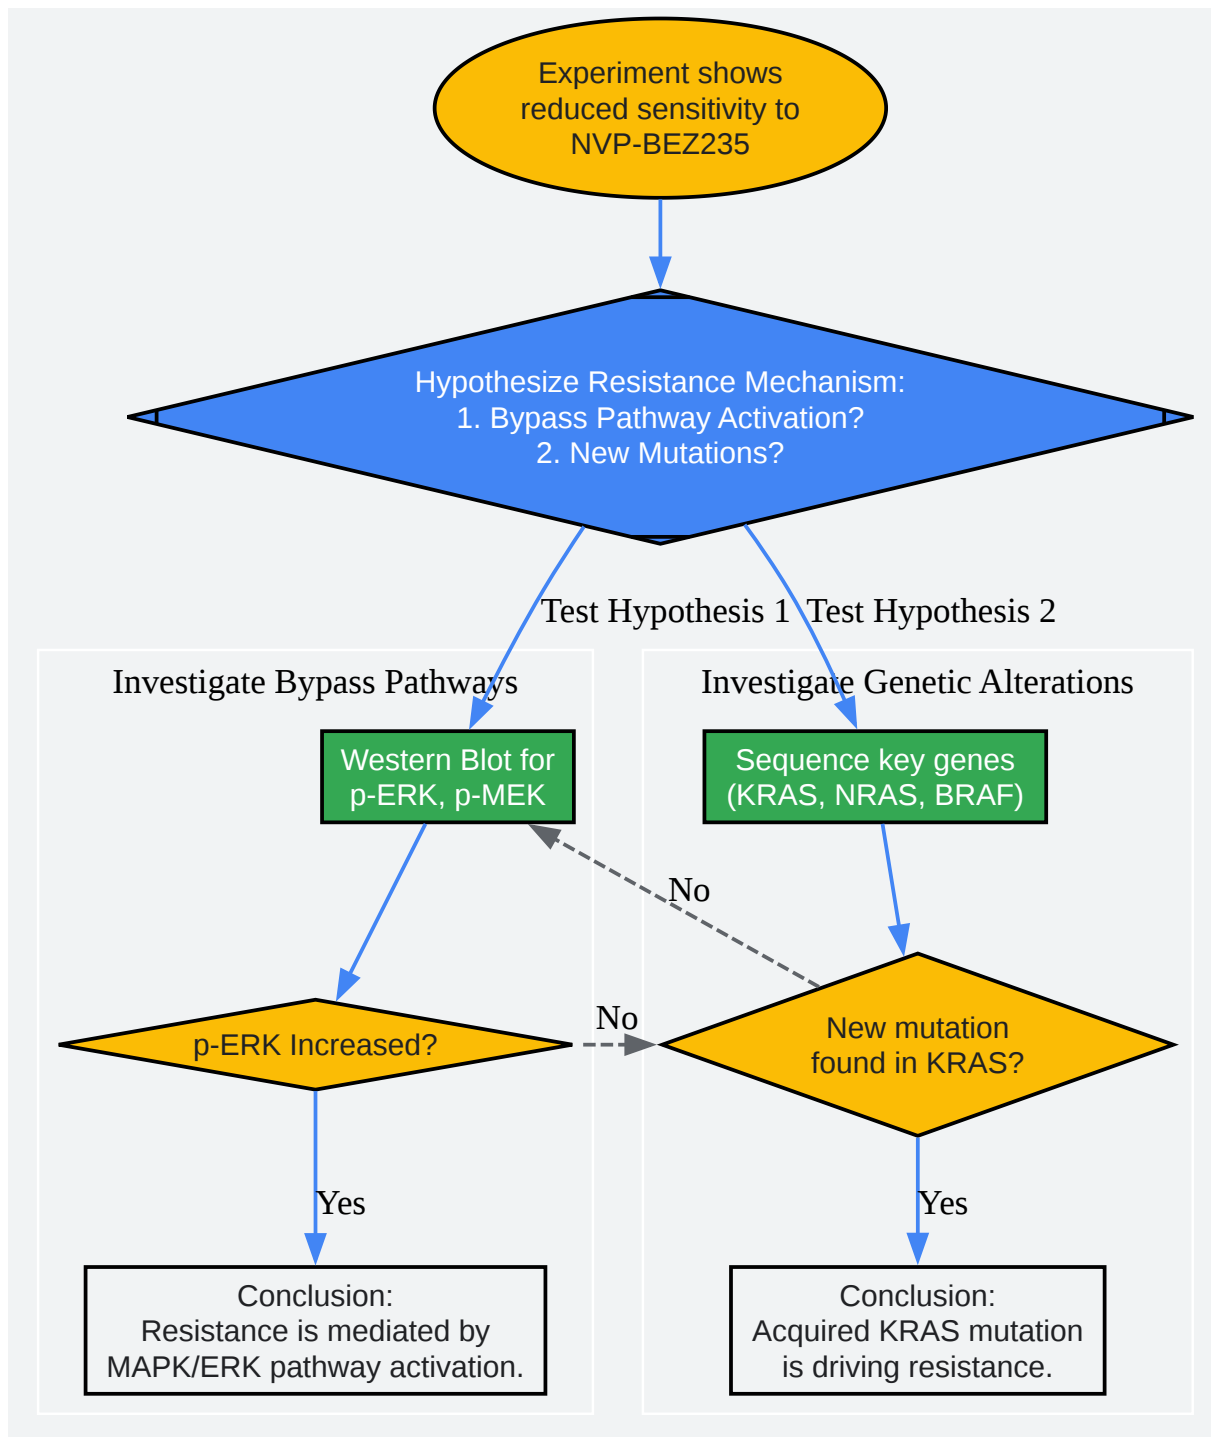 Experiment shows
reduced sensitivity to
NVP-BEZ235
Hypothesize Resistance Mechanism:
1. Bypass Pathway Activation?
2. New Mutations?
Test Hypothesis 1
Test Hypothesis 2
Investigate Bypass Pathways
Investigate Genetic Alterations
Western Blot for
p-ERK, p-MEK
Sequence key genes
(KRAS, NRAS, BRAF)
No
No
p-ERK Increased?
New mutation
found in KRAS?
Yes
Yes
Conclusion:
Resistance is mediated by
MAPK/ERK pathway activation.
Conclusion:
Acquired KRAS mutation
is driving resistance.